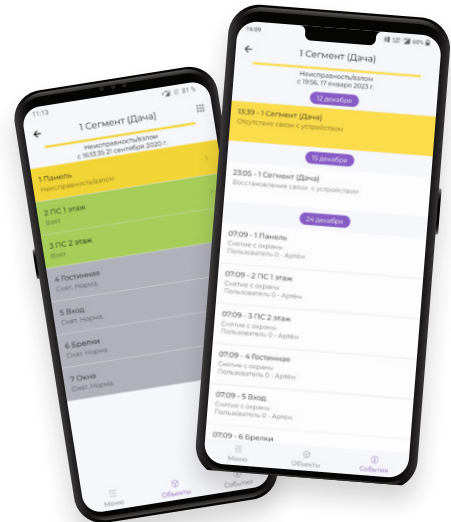 11:13
81 %
1 Сегмент (Дача)
Неисправность/взлом
с 16:13:35 21 сентября 2020 г.
1 Панель
Неисправность/взлом
2 ПС 1 этаж
Взят
3 ПС 2 этаж
Взят
4 Гостинная
Снят. Норма.
5 Вход
Снят. Норма.
6 Брелки
Снят. Норма.
7 Окна
Снят. Норма.
Меню
Объекты
События
16:09
68%
1 Сегмент (Дача)
Неисправность/взлом
с 19:56, 17 января 2023 г.
12 декабря
13:39 - 1 Сегмент (Дача)
Отсутствие связи с устройством
15 декабря
23:05 - 1 Сегмент (Дача)
Восстановление связи с устройством
24 декабря
07:09 - 1 Панель
Снятие с охраны
Пользователь 0 - Артём
07:09 - 2 ПС 1 этаж
Снятие с охраны
Пользователь 0 - Артём
07:09 - 3 ПС 2 этаж
Снятие с охраны
Пользователь 0 - Артём
07:09 - 4 Гостинная
Снятие с охраны
Пользователь 0 - Артём
07:09 - 5 Вход
Снятие с охраны
Пользователь 0 - Артём
07:09 - 6 Брелки
Меню
Объекты
События